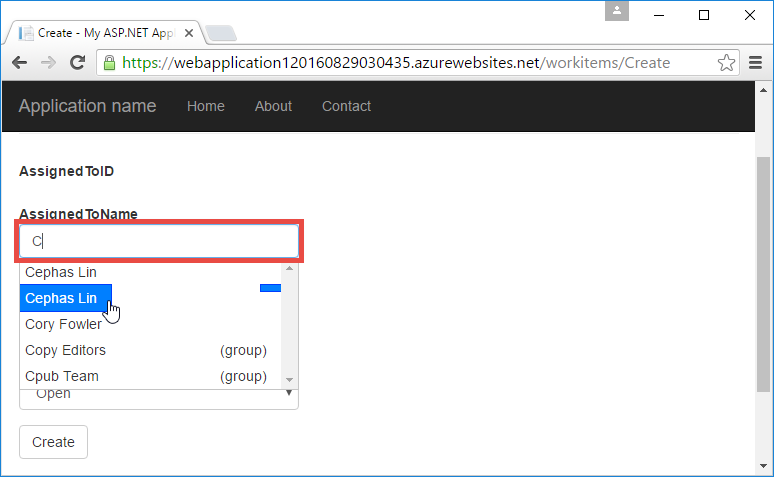 Create - My ASP.NET Appl
https://webapplication120160829030435.azurewebsites.net/workitems/Create
Application name Home About Contact
AssignedToID
AssignedToName
C
Cephas Lin
Cephas Lin
Cory Fowler
Copy Editors (group)
Cpub Team (group)
Open
Create